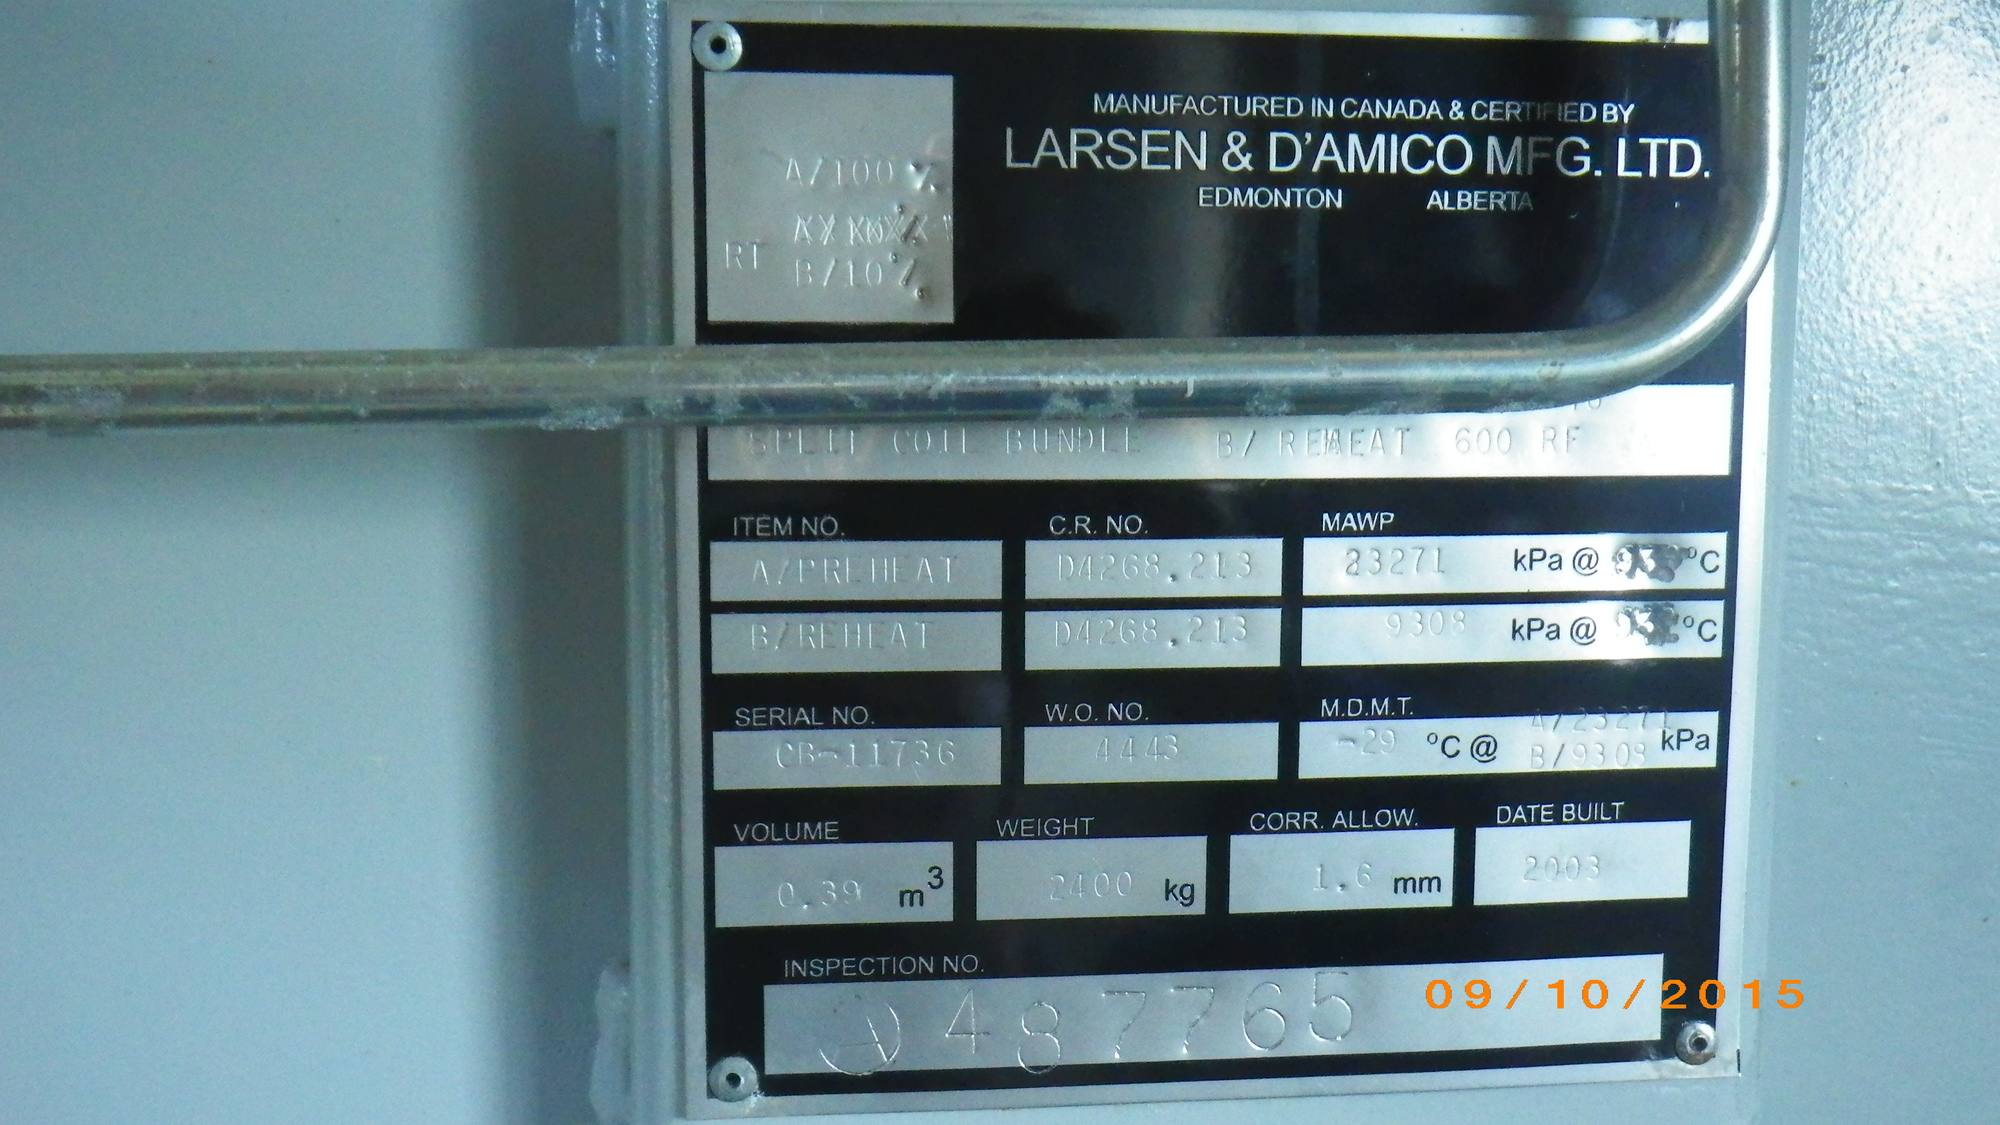 MANUFACTURED IN CANADA & CERTIFIED BY
LARSEN & D'AMICO MFG. LTD.
EDMONTON ALBERTA
A/100 %
RT B/10 %
SPLIT COIL BUNDLE B/ REHEAT 600 RF
ITEM NO. C.R. NO. MAWP
A/PREHEAT D4268.213 23271 kPa @ 93 °C
B/REHEAT D4268.213 9308 kPa @ 93 °C
SERIAL NO. W.O. NO. M.D.M.T.
CB-11736 4443 -29 °C @ A/23271 B/9308 kPa
VOLUME WEIGHT CORR. ALLOW. DATE BUILT
0.39 m³ 2400 kg 1.6 mm 2003
INSPECTION NO.
A 487765
09/10/2015